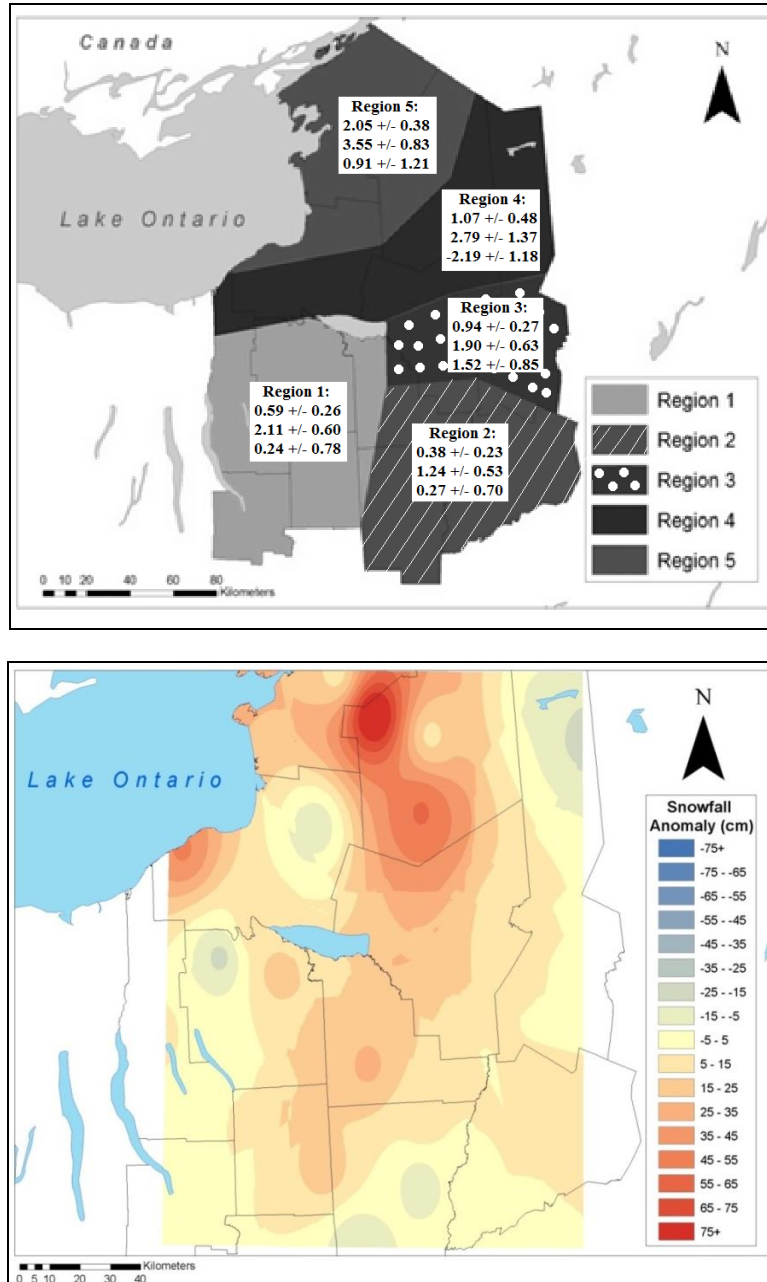 Canada
N
Region 5:
2.05 +/- 0.38
3.55 +/- 0.83
0.91 +/- 1.21
Lake Ontario
Region 4:
1.07 +/- 0.48
2.79 +/- 1.37
-2.19 +/- 1.18
Region 3:
0.94 +/- 0.27
1.90 +/- 0.63
1.52 +/- 0.85
Region 1:
0.59 +/- 0.26
2.11 +/- 0.60
0.24 +/- 0.78
Region 2:
0.38 +/- 0.23
1.24 +/- 0.53
0.27 +/- 0.70
Region 1
Region 2
Region 3
Region 4
Region 5
0 10 20 40 60 80
Kilometers
N
Lake Ontario
Snowfall
Anomaly (cm)
-75+
-75 - -65
-65 - -55
-55 - -45
-45 - -35
-35 - -25
-25 - -15
-15 - -5
-5 - 5
5 - 15
15 - 25
25 - 35
35 - 45
45 - 55
55 - 65
65 - 75
75+
Kilometers
0 5 10 20 30 40